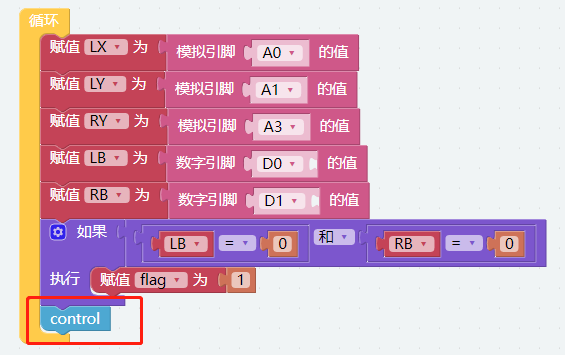 循环
赋值 LX 为 模拟引脚 A0 的值
赋值 LY 为 模拟引脚 A1 的值
赋值 RY 为 模拟引脚 A3 的值
赋值 LB 为 数字引脚 D0 的值
赋值 RB 为 数字引脚 D1 的值
如果 LB = 0 和 RB = 0
执行 赋值 flag 为 1
control